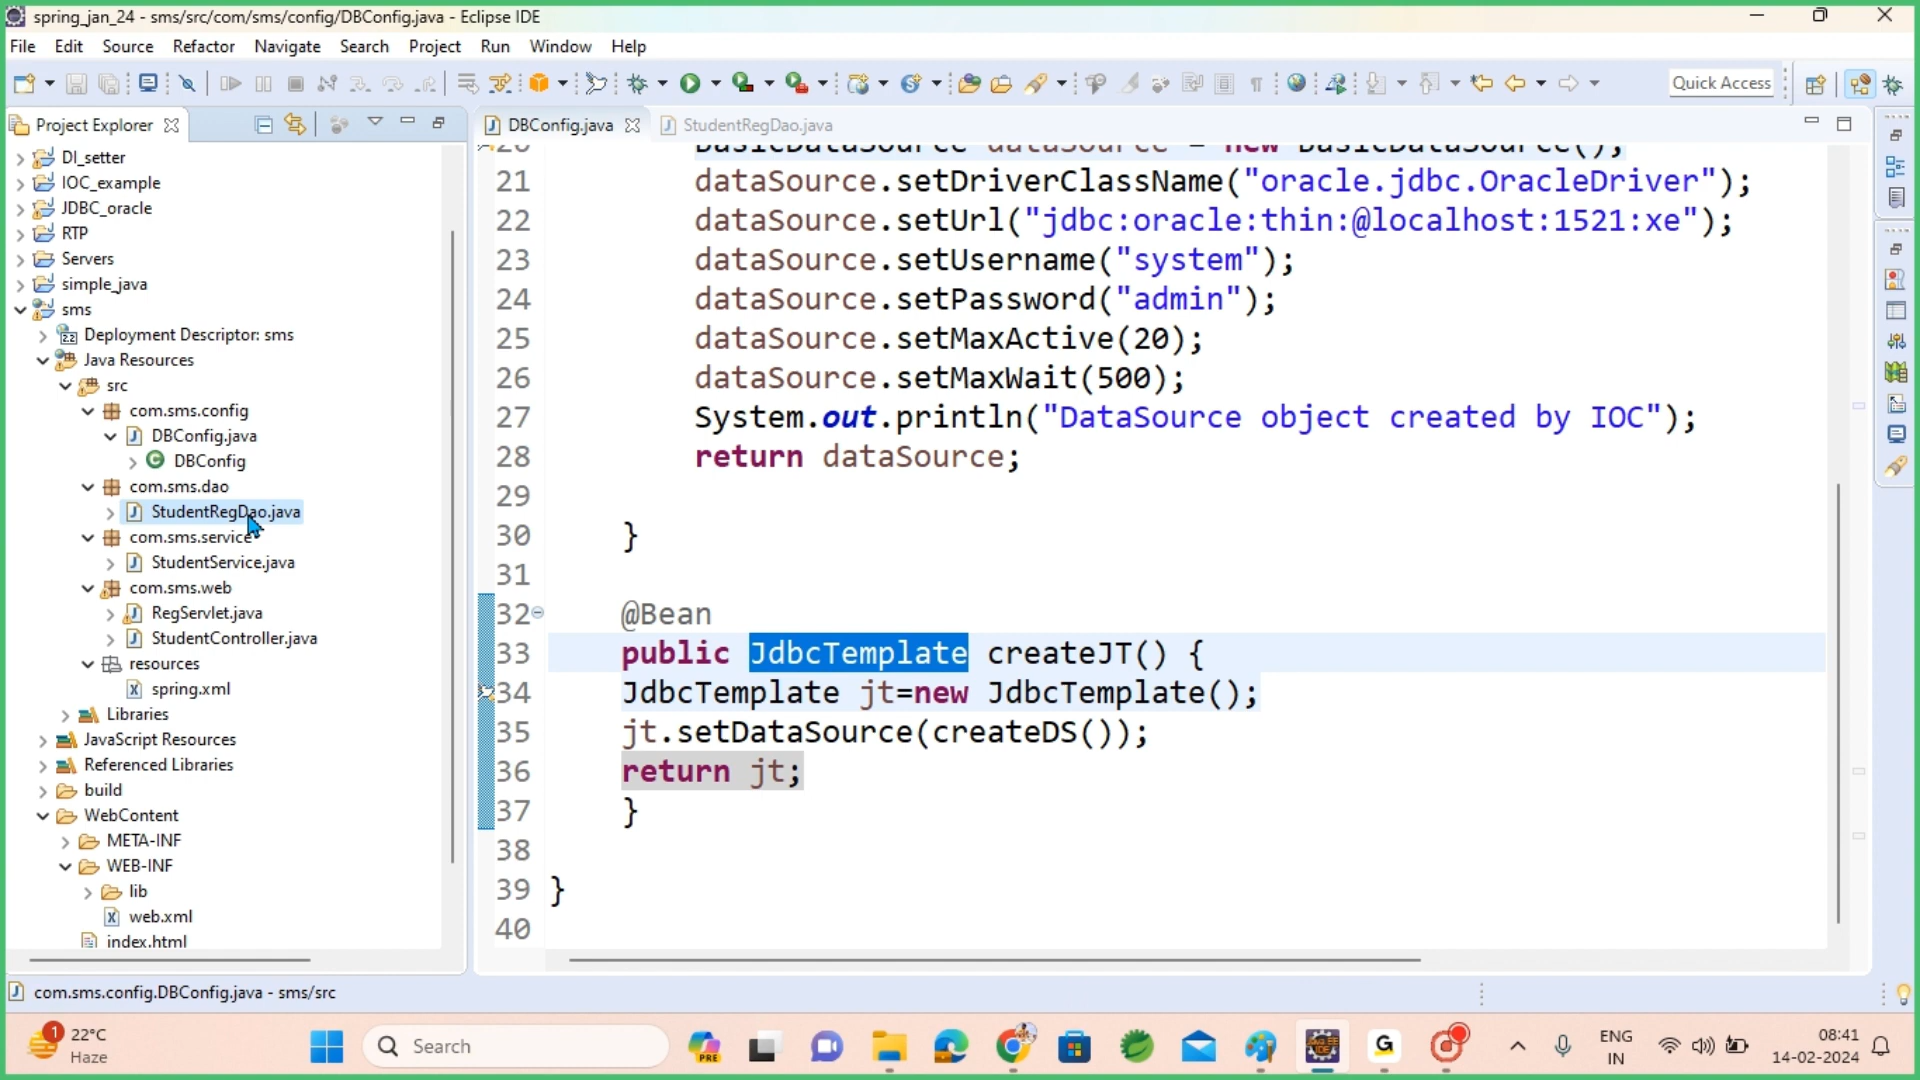 spring_jan_24 - sms/src/com/sms/config/DBConfig.java - Eclipse IDE
File Edit Source Refactor Navigate Search Project Run Window Help
Quick Access
Project Explorer
DBConfig.java
StudentRegDao.java
DI_setter
IOC_example
JDBC_oracle
RTP
Servers
simple_java
sms
Deployment Descriptor: sms
Java Resources
src
com.sms.config
DBConfig.java
DBConfig
com.sms.dao
StudentRegDao.java
com.sms.service
StudentService.java
com.sms.web
RegServlet.java
StudentController.java
resources
spring.xml
Libraries
JavaScript Resources
Referenced Libraries
build
WebContent
META-INF
WEB-INF
lib
web.xml
index.html
20 BasicDataSource dataSource = new BasicDataSource();
21 dataSource.setDriverClassName("oracle.jdbc.OracleDriver");
22 dataSource.setUrl("jdbc:oracle:thin:@localhost:1521:xe");
23 dataSource.setUsername("system");
24 dataSource.setPassword("admin");
25 dataSource.setMaxActive(20);
26 dataSource.setMaxWait(500);
27 System.out.println("DataSource object created by IOC");
28 return dataSource;
29
30 }
31
32 @Bean
33 public JdbcTemplate createJT() {
34 JdbcTemplate jt=new JdbcTemplate();
35 jt.setDataSource(createDS());
36 return jt;
37 }
38
39 }
40
com.sms.config.DBConfig.java - sms/src
1
22°C
Haze
Search
PRE
ENG
IN
08:41
14-02-2024